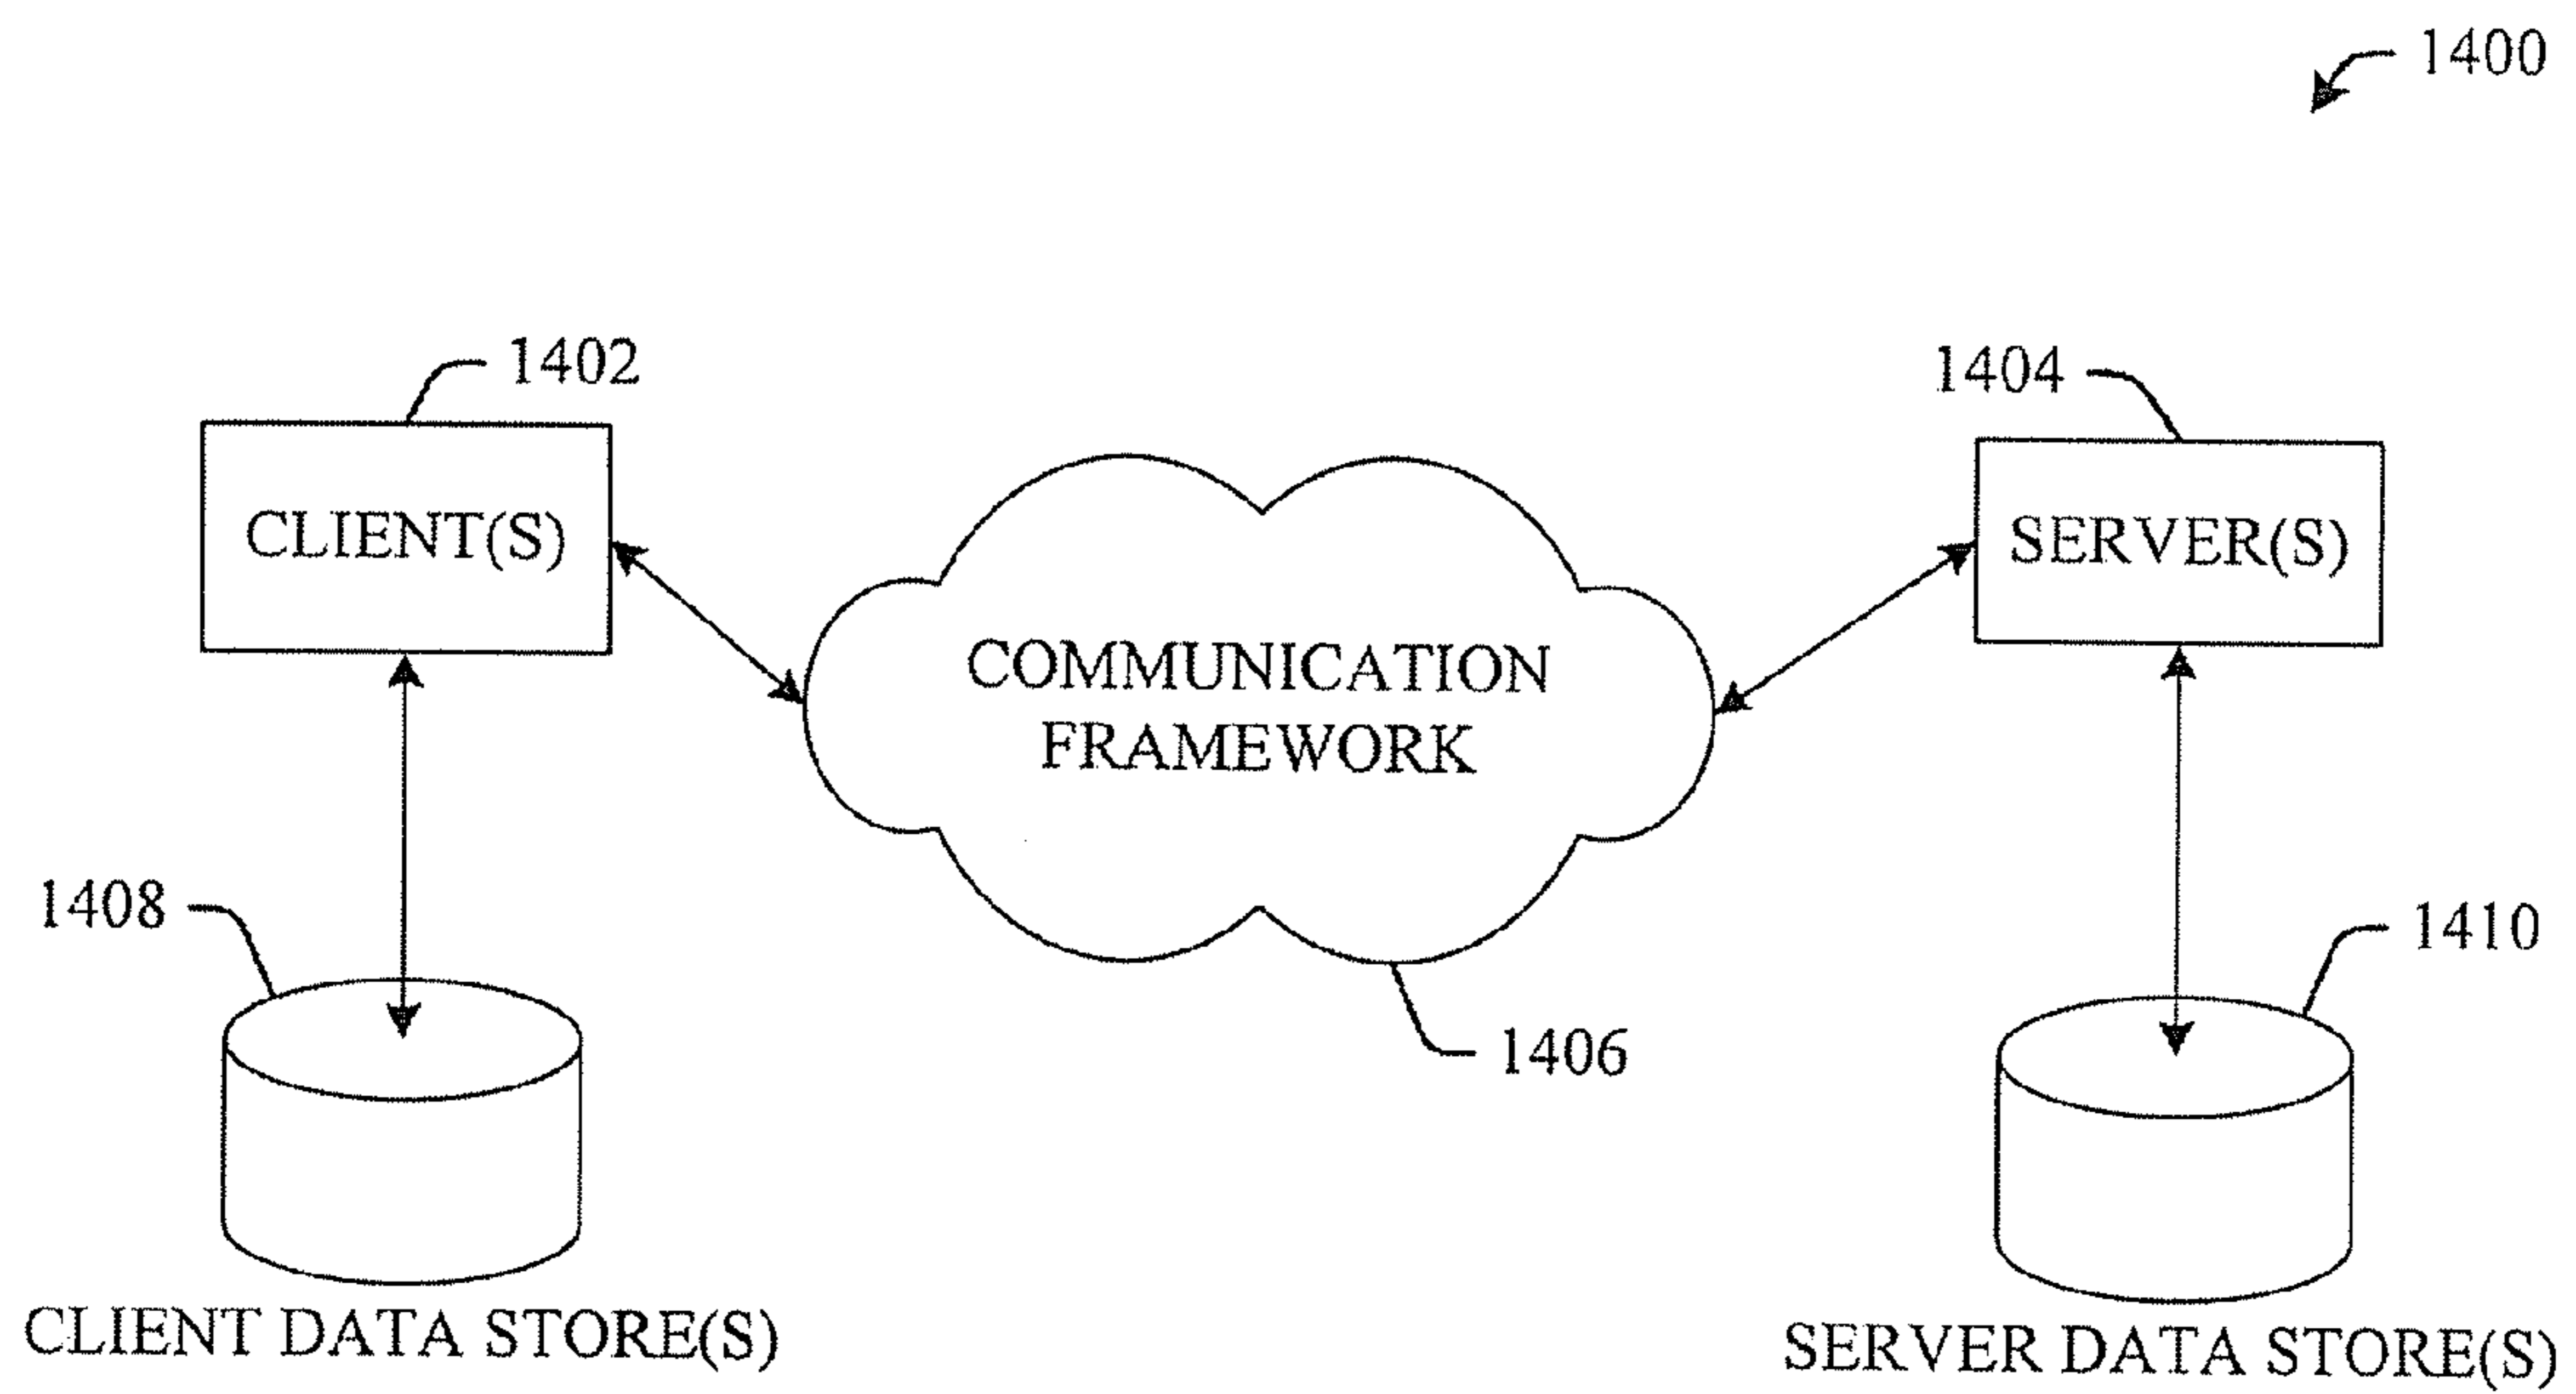 1400
1402
1404
CLIENT(S)
SERVER(S)
COMMUNICATION
FRAMEWORK
1408
1410
1406
CLIENT DATA STORE(S)
SERVER DATA STORE(S)